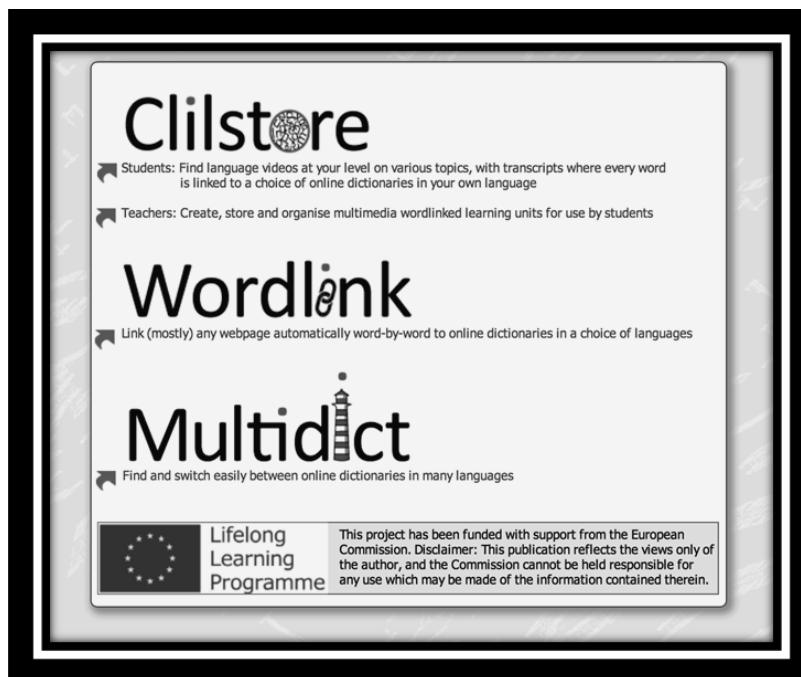 Clilstore
Students: Find language videos at your level on various topics, with transcripts where every word
is linked to a choice of online dictionaries in your own language
Teachers: Create, store and organise multimedia wordlinked learning units for use by students
Wordlink
Link (mostly) any webpage automatically word-by-word to online dictionaries in a choice of languages
Multidict
Find and switch easily between online dictionaries in many languages
Lifelong
Learning
Programme
This project has been funded with support from the European
Commission. Disclaimer: This publication reflects the views only of
the author, and the Commission cannot be held responsible for
any use which may be made of the information contained therein.